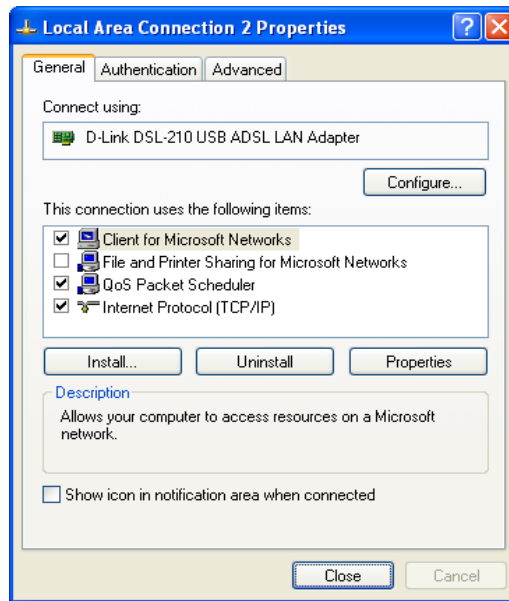 Local Area Connection 2 Properties
General Authentication Advanced
Connect using:
D-Link DSL-210 USB ADSL LAN Adapter
Configure...
This connection uses the following items:
Client for Microsoft Networks
File and Printer Sharing for Microsoft Networks
QoS Packet Scheduler
Internet Protocol (TCP/IP)
Install... Uninstall Properties
Description
Allows your computer to access resources on a Microsoft
network.
Show icon in notification area when connected
Close Cancel